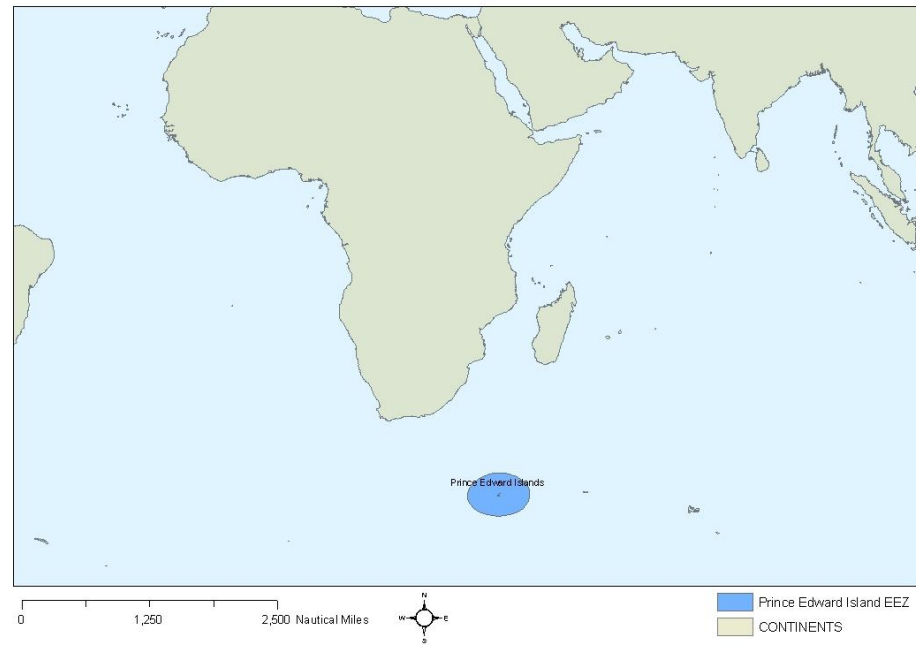 Prince Edward Islands
N
W
E
S
0 1,250 2,500 Nautical Miles
Prince Edward Island EEZ
CONTINENTS